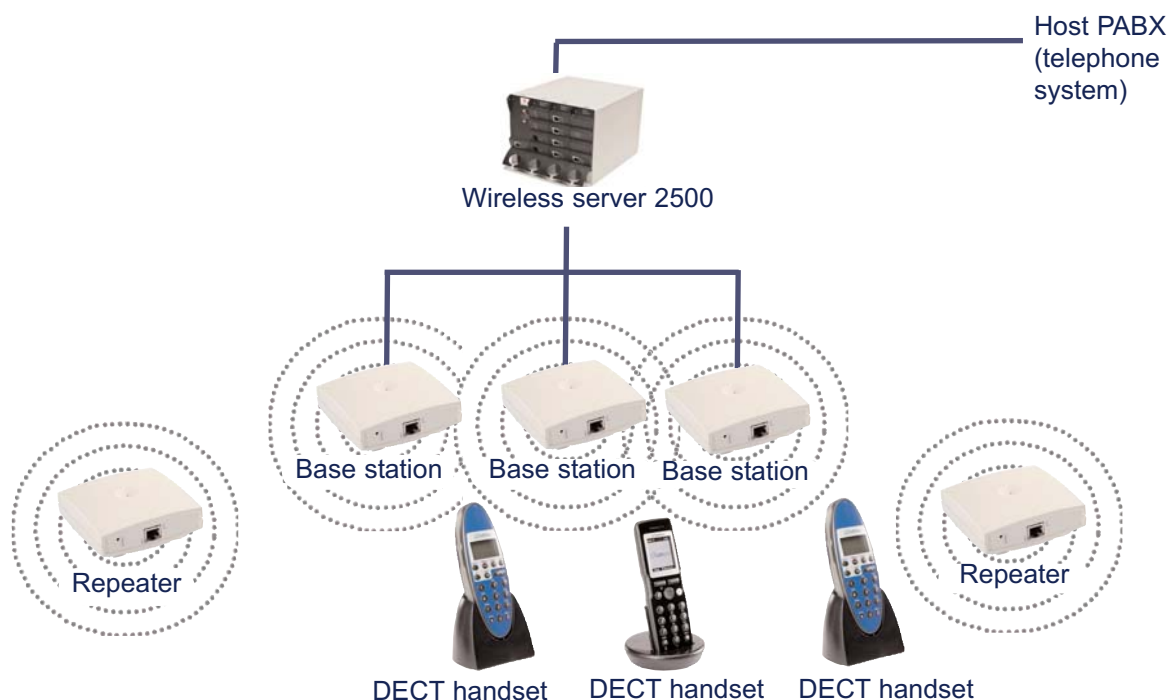 Host PABX
(telephone
system)
Wireless server 2500
Base station
Base station
Base station
Repeater
Repeater
DECT handset
DECT handset
DECT handset